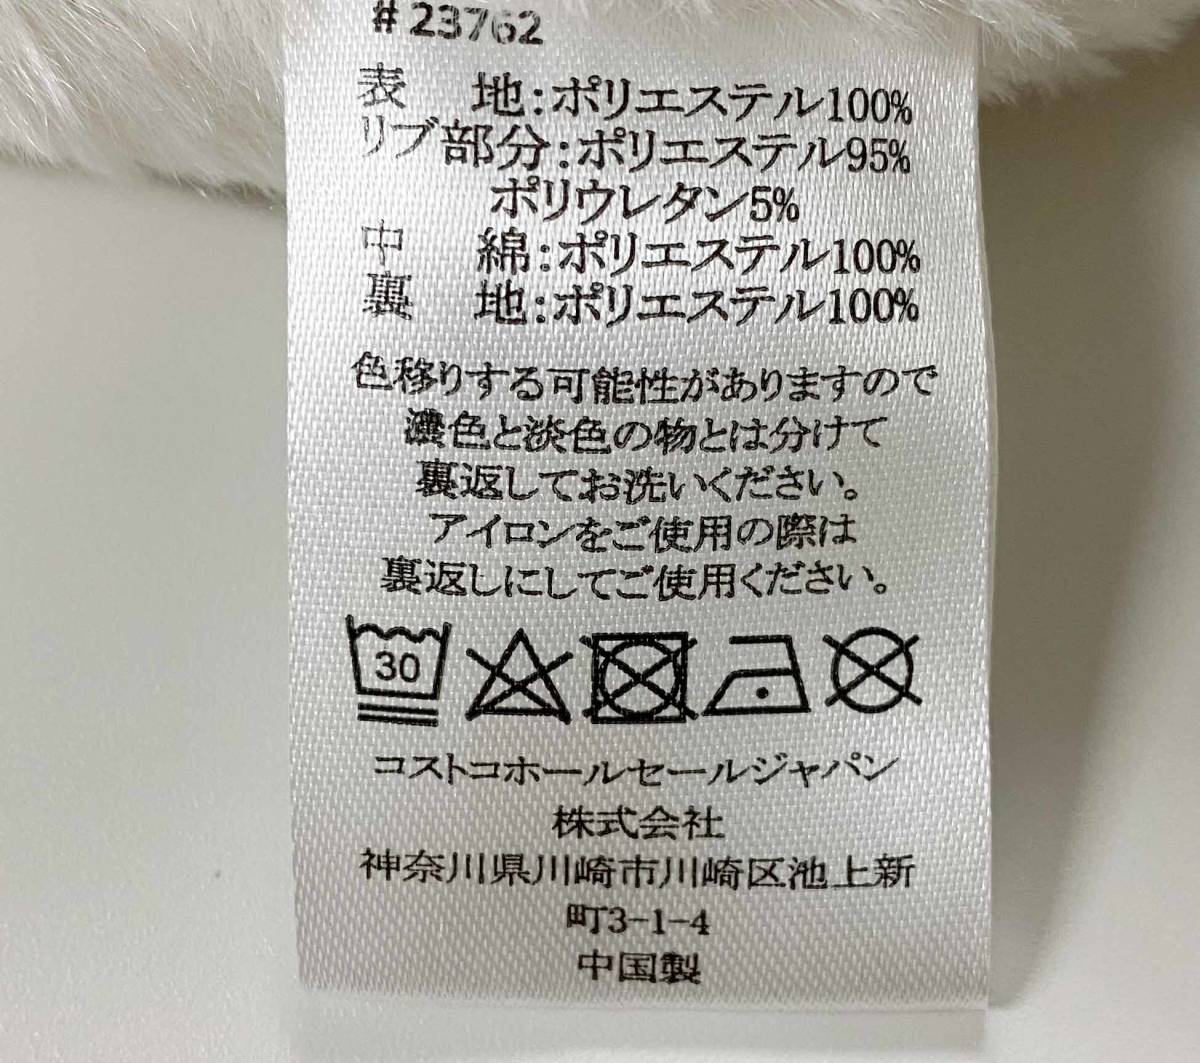 # 23762
表　地：ポリエステル100%
リブ部分：ポリエステル95%
ポリウレタン5%
中　綿：ポリエステル100%
裏　地：ポリエステル100%
色移りする可能性がありますので
濃色と淡色の物とは分けて
裏返してお洗いください。
アイロンをご使用の際は
裏返しにしてご使用ください。
30
コストコホールセールジャパン
株式会社
神奈川県川崎市川崎区池上新
町3-1-4
中国製